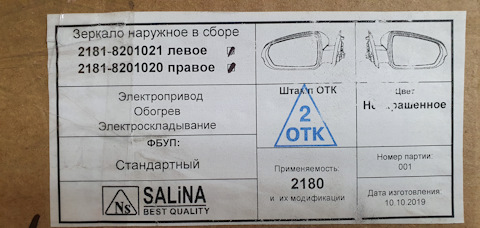 Зеркало наружное в сборе
2181-8201021 левое
2181-8201020 правое
Электропривод
Обогрев
Электроскладывание
ФБУП:
Стандартный
Ns
SALiNA
BEST QUALITY
Штамп ОТК
2
ОТК
Применяемость:
2180
и их модификации
Цвет
Неокрашенное
Номер партии:
001
Дата изготовления:
10.10.2019